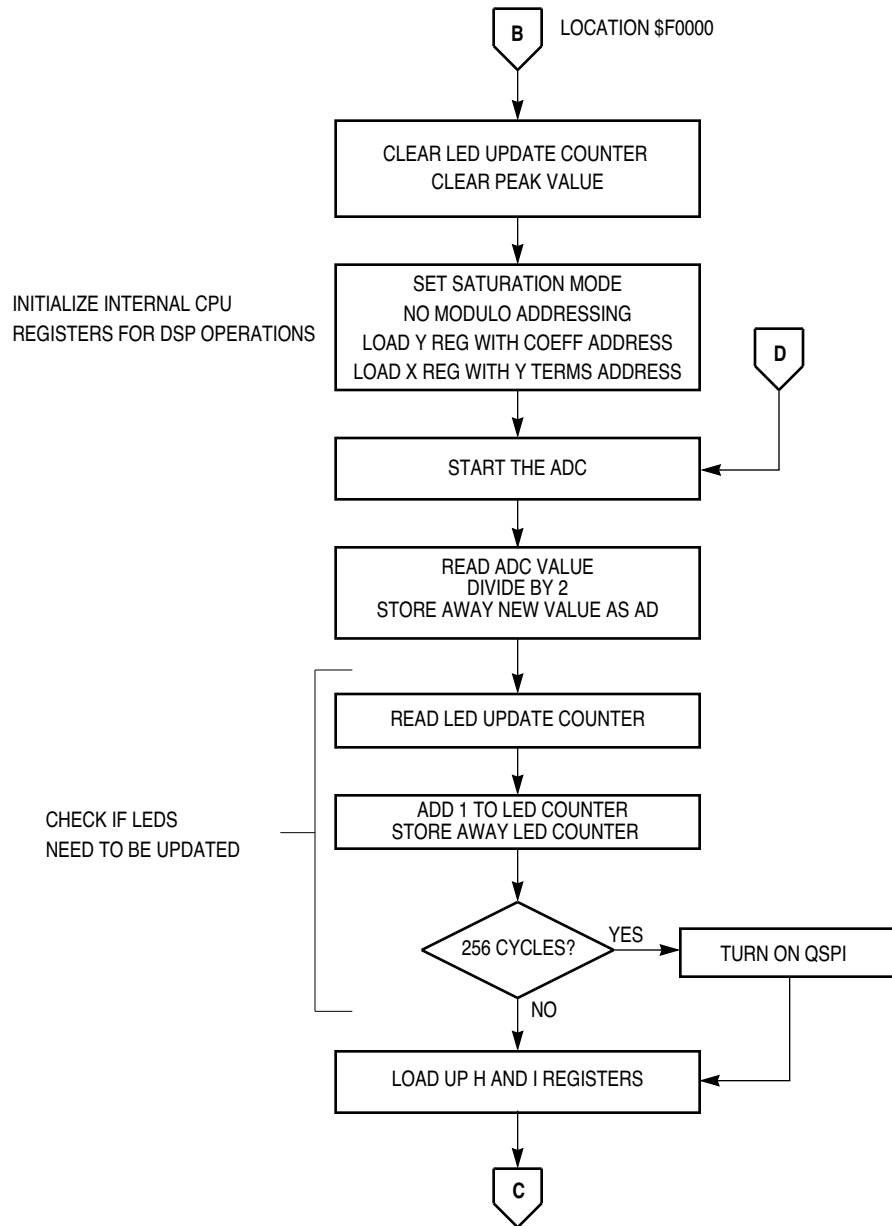 B
LOCATION $F0000
CLEAR LED UPDATE COUNTER
CLEAR PEAK VALUE
INITIALIZE INTERNAL CPU
REGISTERS FOR DSP OPERATIONS
SET SATURATION MODE
NO MODULO ADDRESSING
LOAD Y REG WITH COEFF ADDRESS
LOAD X REG WITH Y TERMS ADDRESS
D
START THE ADC
READ ADC VALUE
DIVIDE BY 2
STORE AWAY NEW VALUE AS AD
READ LED UPDATE COUNTER
CHECK IF LEDS
NEED TO BE UPDATED
ADD 1 TO LED COUNTER
STORE AWAY LED COUNTER
256 CYCLES?
YES
TURN ON QSPI
NO
LOAD UP H AND I REGISTERS
C